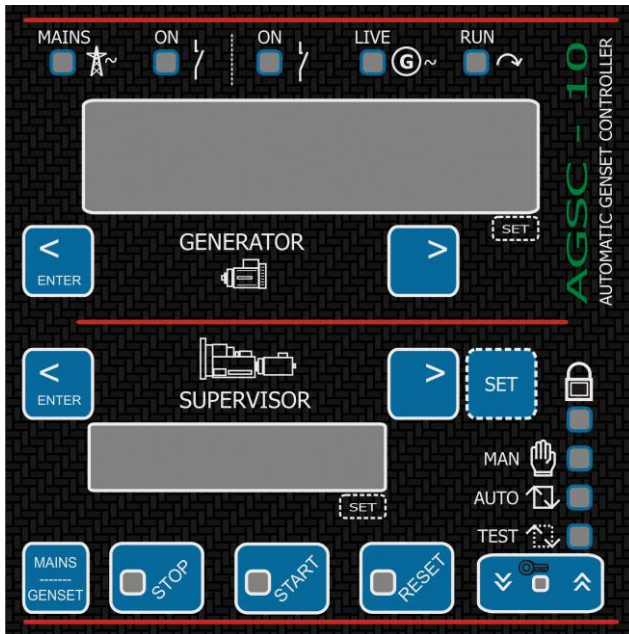 MAINS
ON
ON
LIVE
RUN
G
AGSC - 10
AUTOMATIC GENSET CONTROLLER
SET
<
ENTER
GENERATOR
>
<
ENTER
SUPERVISOR
>
SET
SET
MAN
AUTO
TEST
MAINS
-------
GENSET
STOP
START
RESET